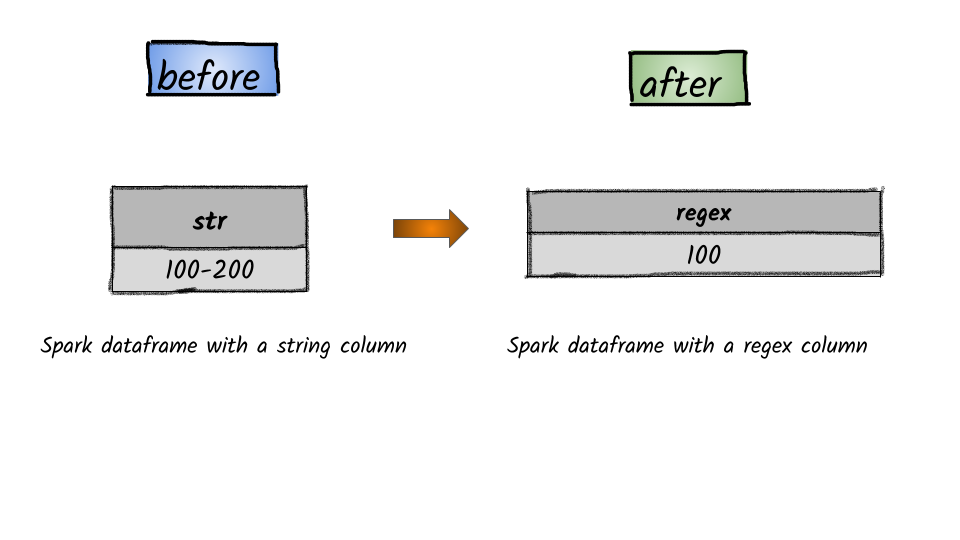 before
after
str
100-200
regex
100
Spark dataframe with a string column
Spark dataframe with a regex column